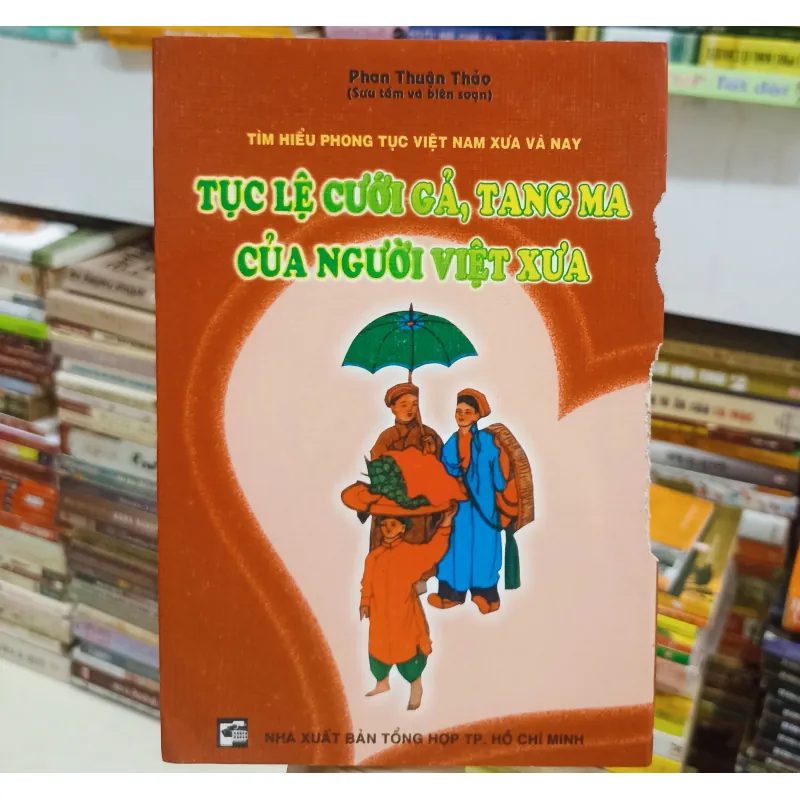 Phan Thuận Thảo
(Sưu tầm và biên soạn)
TÌM HIỂU PHONG TỤC VIỆT NAM XƯA VÀ NAY
TỤC LỆ CƯỚI GẢ, TANG MA
CỦA NGƯỜI VIỆT XƯA
NHÀ XUẤT BẢN TỔNG HỢP TP. HỒ CHÍ MINH